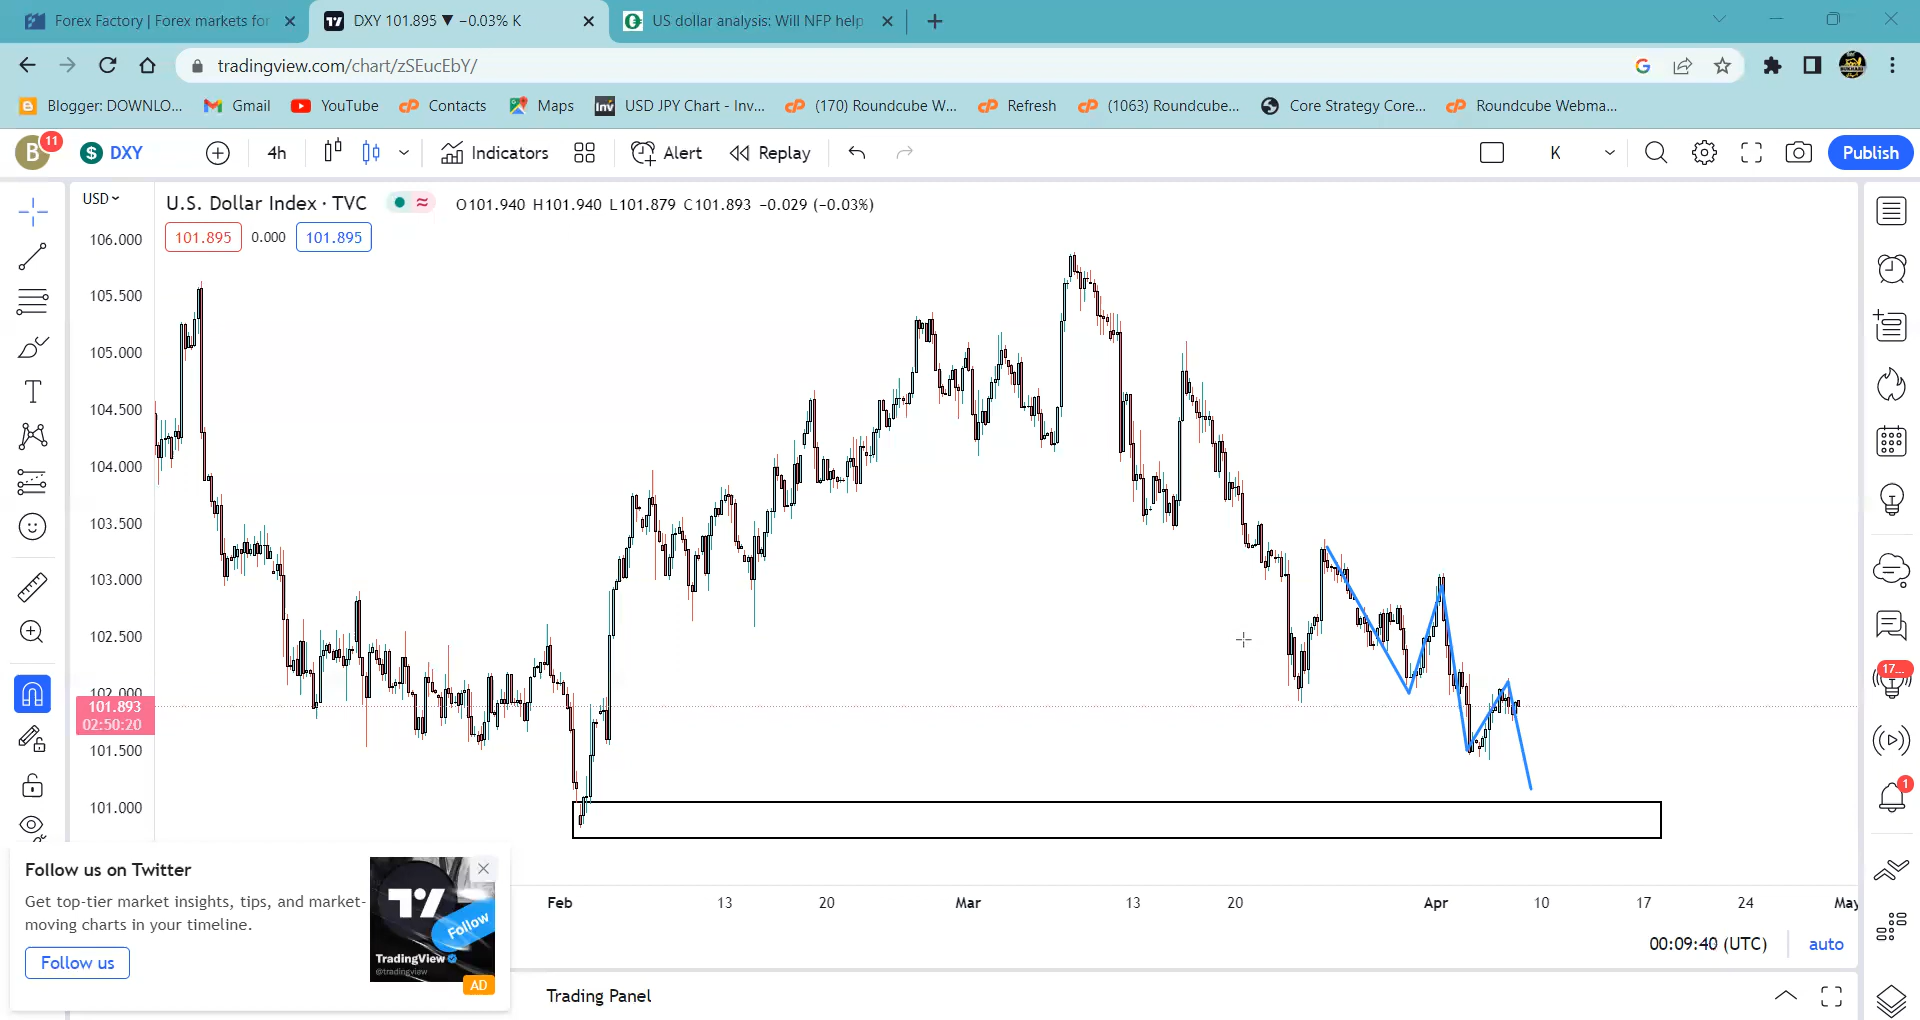 Forex Factory | Forex markets for
DXY 101.895 ▼ −0.03% K
US dollar analysis: Will NFP help
tradingview.com/chart/zSEucEbY/
Blogger: DOWNLO...
Gmail
YouTube
Contacts
Maps
USD JPY Chart - Inv...
(170) Roundcube W...
Refresh
(1063) Roundcube...
Core Strategy Core...
Roundcube Webma...
B
11
DXY
4h
Indicators
Alert
Replay
K
Publish
USD
U.S. Dollar Index · TVC
O101.940 H101.940 L101.879 C101.893 −0.029 (−0.03%)
101.895
0.000
101.895
106.000
105.500
105.000
104.500
104.000
103.500
103.000
102.500
102.000
101.893
02:50:20
101.500
101.000
17...
1
Follow us on Twitter
Get top-tier market insights, tips, and market-
moving charts in your timeline.
Follow us
Follow
TradingView
@tradingview
AD
Feb
13
20
Mar
13
20
Apr
10
17
24
May
00:09:40 (UTC)
auto
Trading Panel